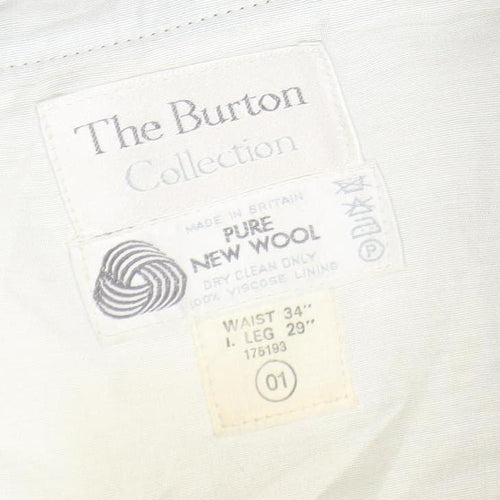 The Burton
Collection
MADE IN BRITAIN
PURE
NEW WOOL
DRY CLEAN ONLY
100% VISCOSE LINING
P
WAIST 34"
I. LEG 29"
175193
01